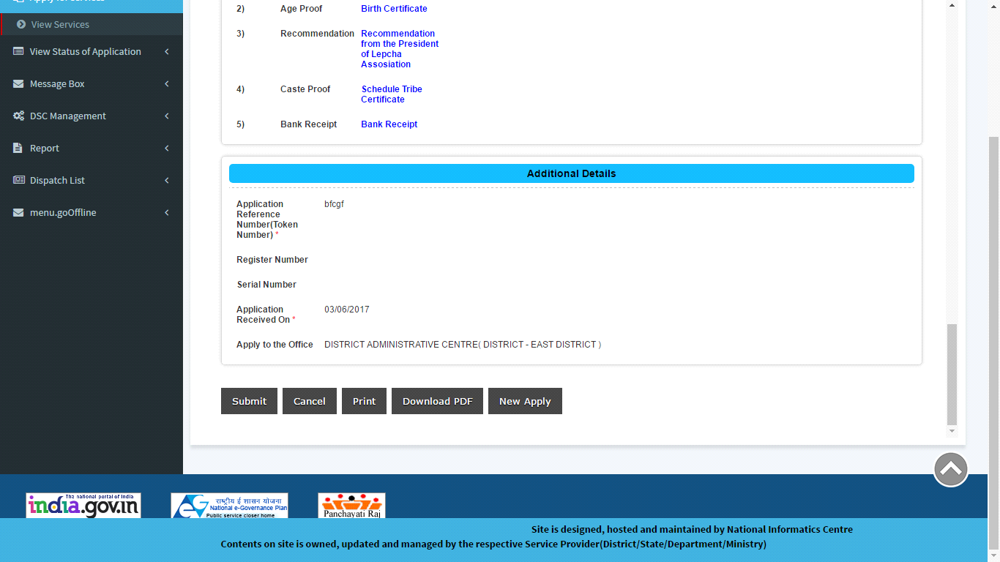 View Services
View Status of Application
Message Box
DSC Management
Report
Dispatch List
menu.goOffline
2) Age Proof Birth Certificate
3) Recommendation Recommendation
from the President
of Lepcha
Assosiation
4) Caste Proof Schedule Tribe
Certificate
5) Bank Receipt Bank Receipt
Additional Details
Application bfcgf
Reference
Number(Token
Number) *
Register Number
Serial Number
Application 03/06/2017
Received On *
Apply to the Office DISTRICT ADMINISTRATIVE CENTRE( DISTRICT - EAST DISTRICT )
Submit Cancel Print Download PDF New Apply
The national portal of India
india.gov.in
राष्ट्रीय ई शासन योजना
National e-Governance Plan
Public service closer home
Panchayati Raj
Site is designed, hosted and maintained by National Informatics Centre
Contents on site is owned, updated and managed by the respective Service Provider(District/State/Department/Ministry)